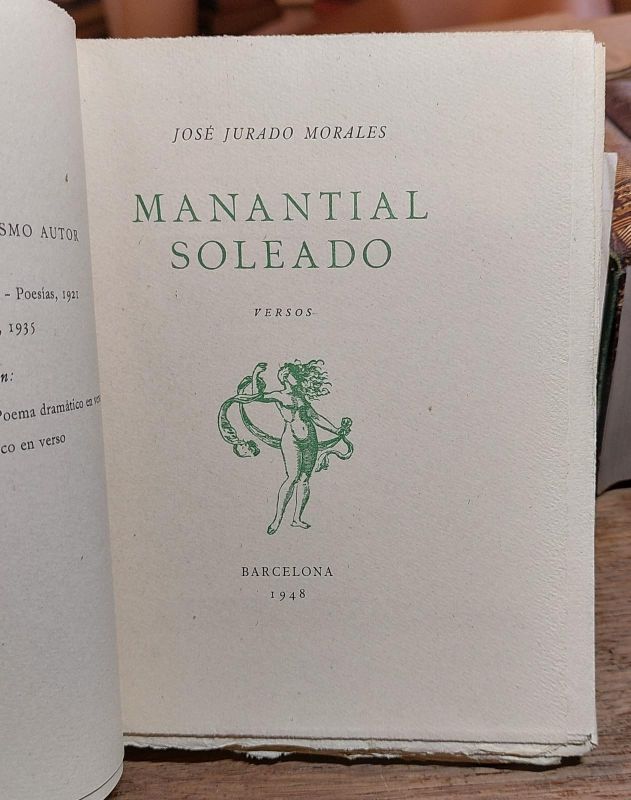 SMO AUTOR
– Poesías, 1921
, 1935
n:
Poema dramático en
co en verso
JOSÉ JURADO MORALES
MANANTIAL
SOLEADO
VERSOS
BARCELONA
1948